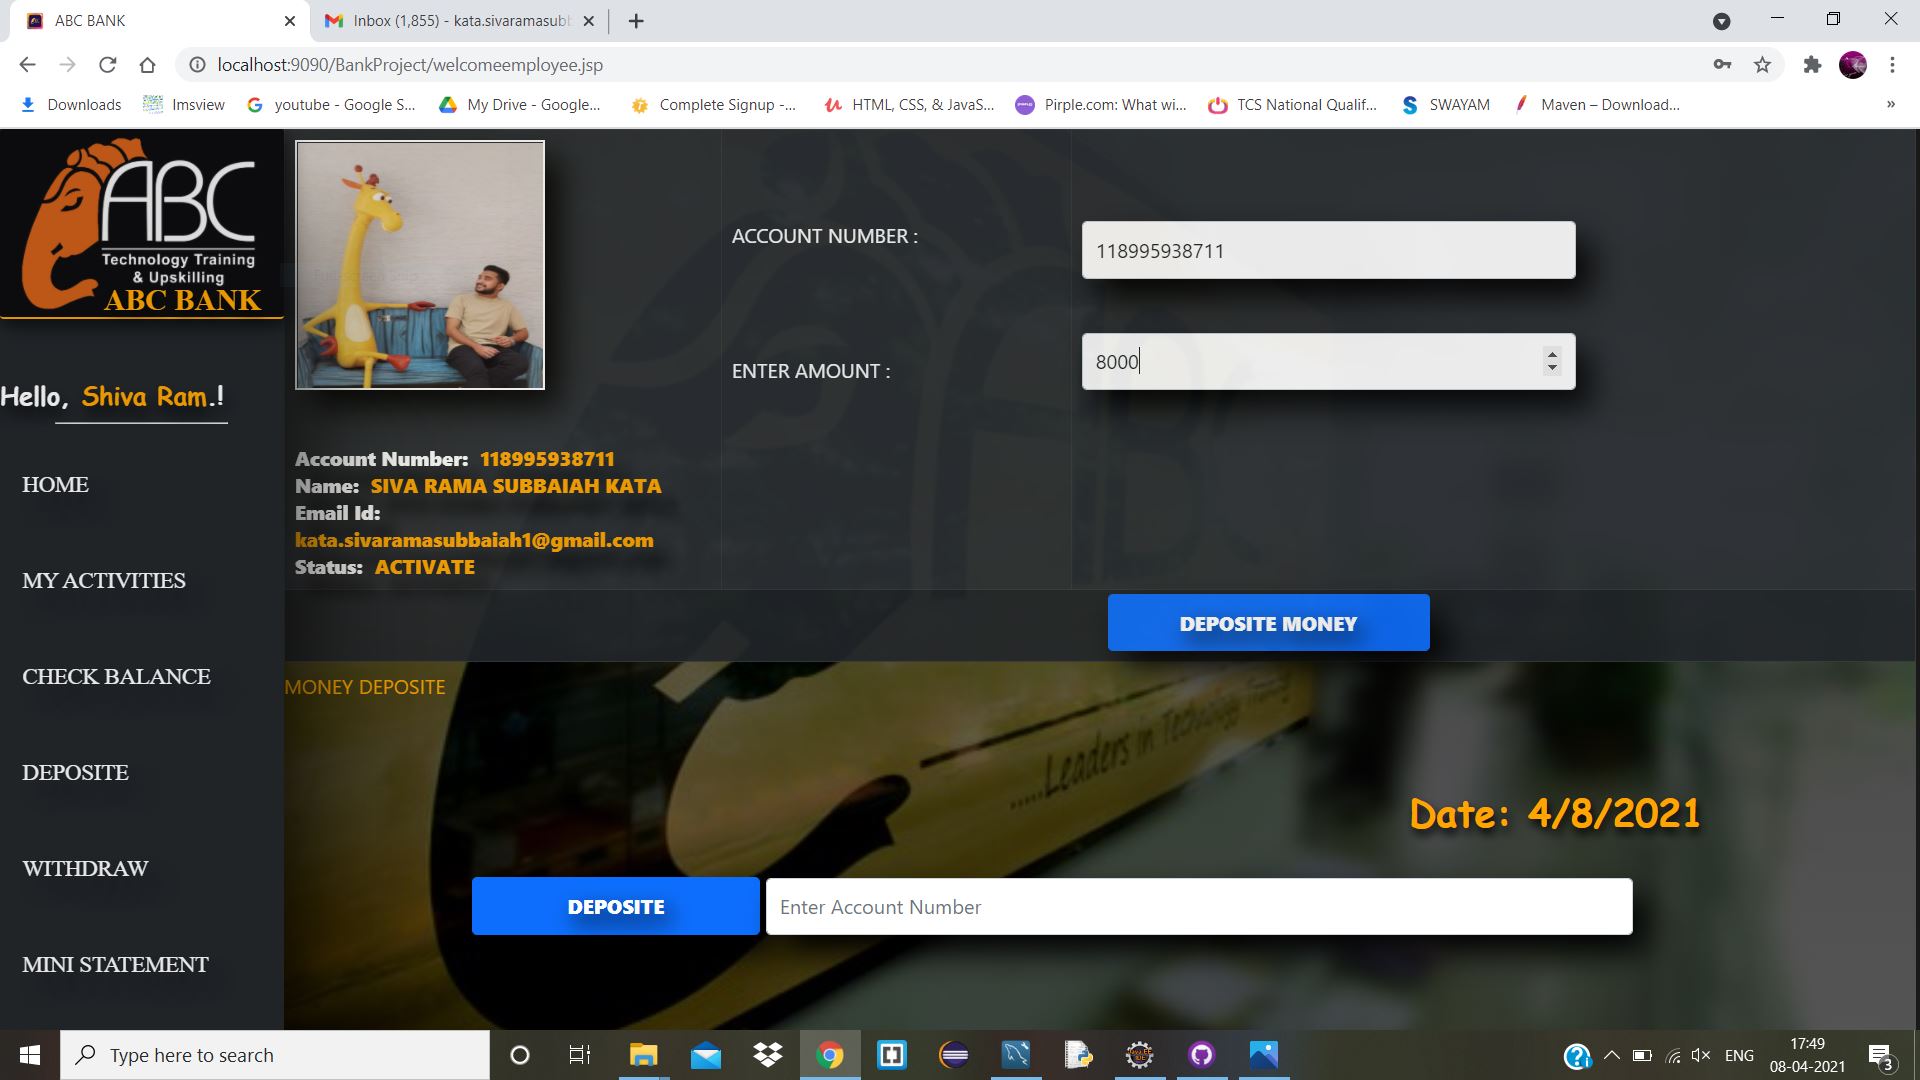 ABC BANK
Inbox (1,855) - kata.sivaramasubb
localhost:9090/BankProject/welcomeemployee.jsp
Downloads
Imsview
youtube - Google S...
My Drive - Google...
Complete Signup -...
HTML, CSS, & JavaS...
Pirple.com: What wi...
TCS National Qualif...
SWAYAM
Maven – Download...
»
ABC
Technology Training
& Upskilling
ABC BANK
Hello, Shiva Ram.!
HOME
MY ACTIVITIES
CHECK BALANCE
DEPOSITE
WITHDRAW
MINI STATEMENT
Account Number: 118995938711
Name: SIVA RAMA SUBBAIAH KATA
Email Id:
kata.sivaramasubbaiah1@gmail.com
Status: ACTIVATE
ACCOUNT NUMBER :
118995938711
ENTER AMOUNT :
8000
DEPOSITE MONEY
MONEY DEPOSITE
.....Leaders in Technology
Date: 4/8/2021
DEPOSITE
Enter Account Number
Type here to search
ENG
17:49
08-04-2021
3